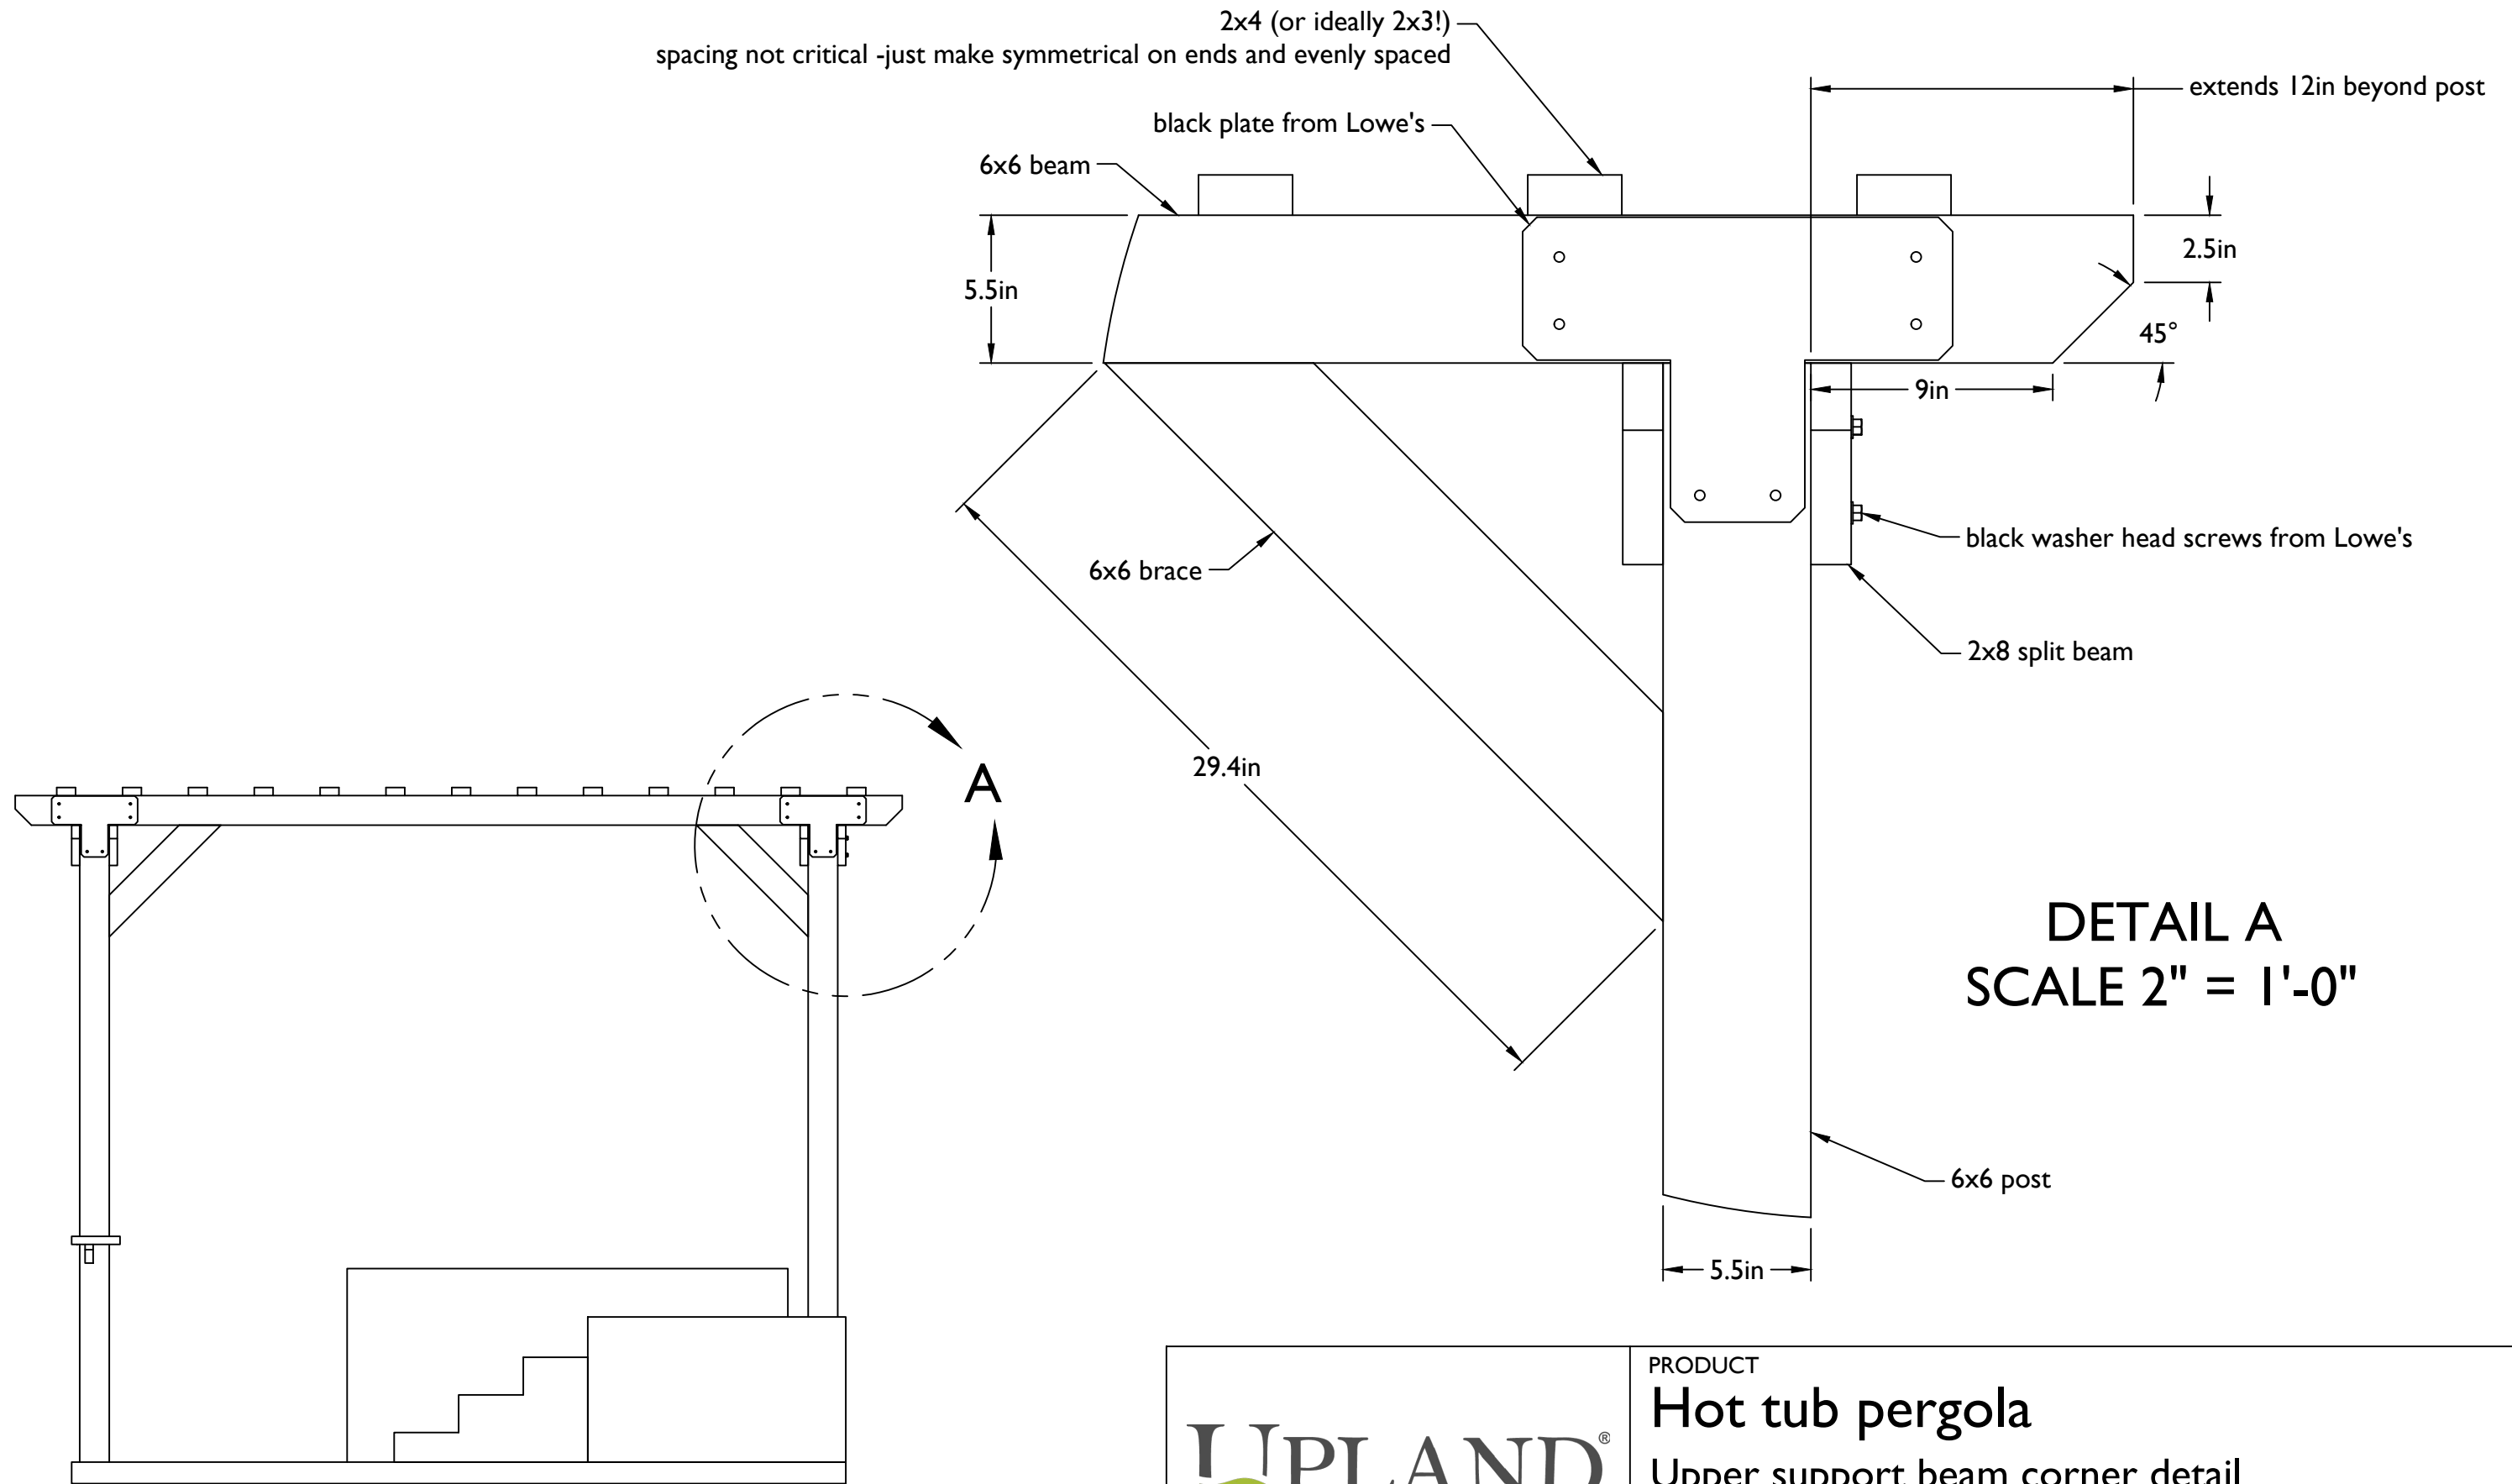 2x4 (or ideally 2x3!)
spacing not critical -just make symmetrical on ends and evenly spaced
extends 12in beyond post
black plate from Lowe's
6x6 beam
2.5in
5.5in
45°
9in
black washer head screws from Lowe's
6x6 brace
2x8 split beam
29.4in
A
DETAIL A
SCALE 2" = 1'-0"
6x6 post
5.5in
PRODUCT
Hot tub pergola
UPLAND®
Upper support beam corner detail